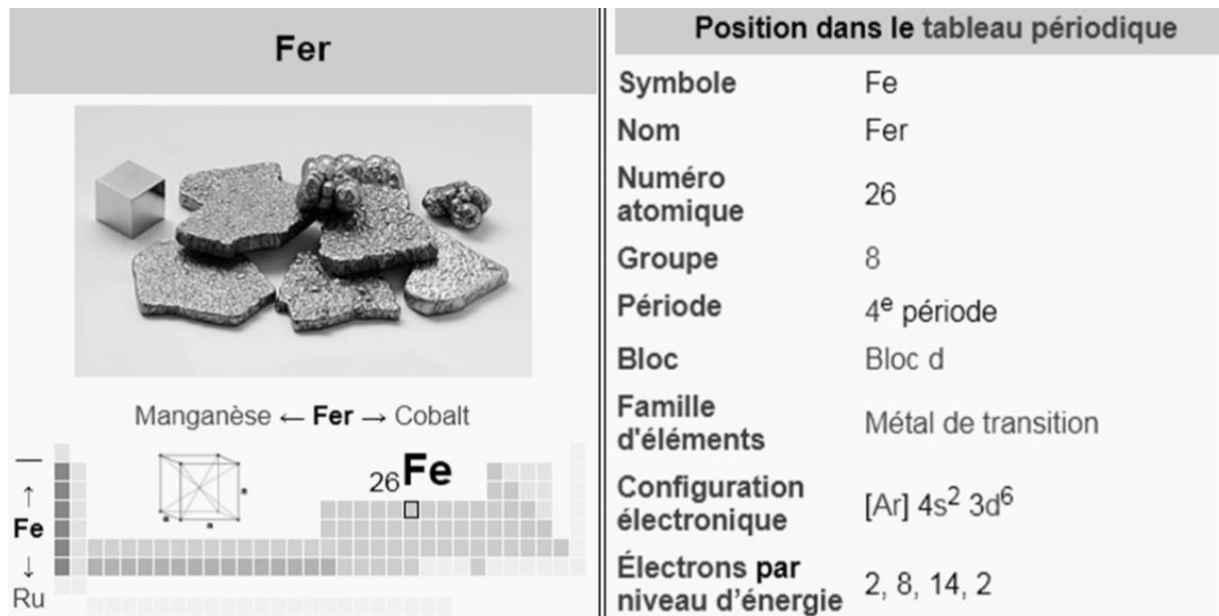 Fer
Manganèse ← Fer → Cobalt
—
↑
Fe
↓
Ru
26Fe
a
a
a
Position dans le tableau périodique
Symbole Fe
Nom Fer
Numéro
atomique 26
Groupe 8
Période 4e période
Bloc Bloc d
Famille
d'éléments Métal de transition
Configuration
électronique [Ar] 4s2 3d6
Électrons par
niveau d'énergie 2, 8, 14, 2